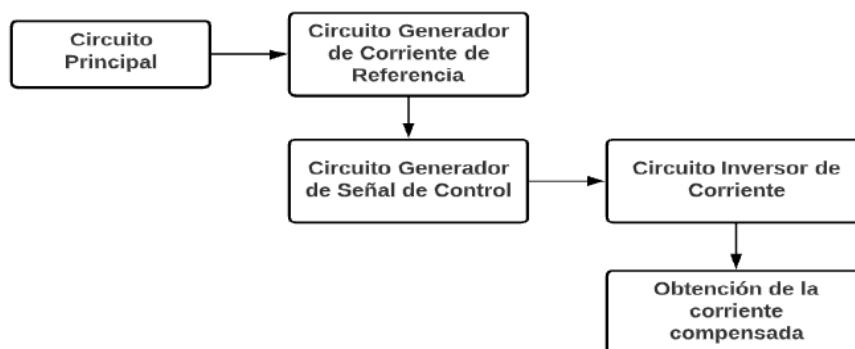 Circuito
Principal
Circuito Generador
de Corriente de
Referencia
Circuito Generador
de Señal de Control
Circuito Inversor de
Corriente
Obtención de la
corriente
compensada